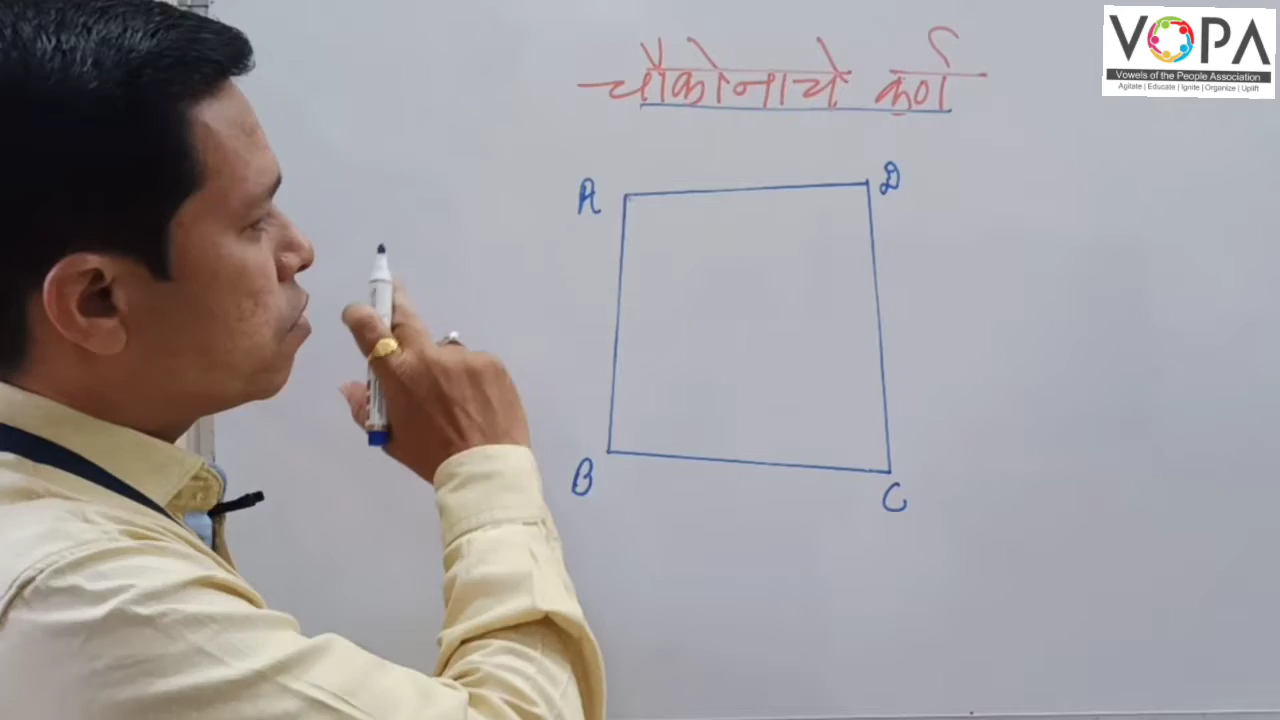 चौकोनाचे कर्ण
VOPA
Vowels of the People Association
Agitate | Educate | Ignite | Organize | Uplift
A
D
B
C